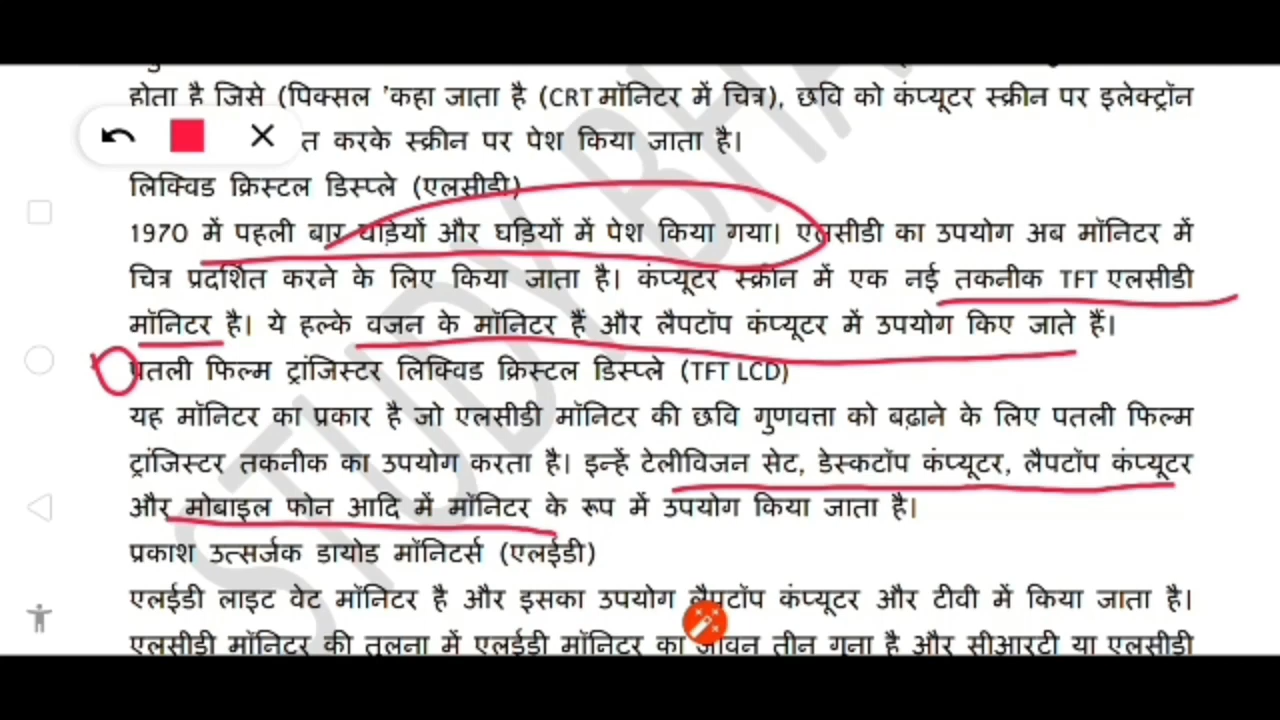 होता है जिसे (पिक्सल 'कहा जाता है (CRT मॉनिटर में चित्र), छवि को कंप्यूटर स्क्रीन पर इलेक्ट्रॉन
त करके स्क्रीन पर पेश किया जाता है।
लिक्विड क्रिस्टल डिस्प्ले (एलसीडी)
1970 में पहली बार घाड़ियों और घड़ियों में पेश किया गया। एलसीडी का उपयोग अब मॉनिटर में
चित्र प्रदर्शित करने के लिए किया जाता है। कंप्यूटर स्क्रीन में एक नई तकनीक TFT एलसीडी
मॉनिटर है। ये हल्के वजन के मॉनिटर हैं और लैपटॉप कंप्यूटर में उपयोग किए जाते हैं।
पतली फिल्म ट्रांजिस्टर लिक्विड क्रिस्टल डिस्प्ले (TFT LCD)
यह मॉनिटर का प्रकार है जो एलसीडी मॉनिटर की छवि गुणवत्ता को बढ़ाने के लिए पतली फिल्म
ट्रांजिस्टर तकनीक का उपयोग करता है। इन्हें टेलीविजन सेट, डेस्कटॉप कंप्यूटर, लैपटॉप कंप्यूटर
और मोबाइल फोन आदि में मॉनिटर के रूप में उपयोग किया जाता है।
प्रकाश उत्सर्जक डायोड मॉनिटर्स (एलईडी)
एलईडी लाइट वेट मॉनिटर है और इसका उपयोग लैपटॉप कंप्यूटर और टीवी में किया जाता है।
एलसीडी मॉनिटर की तुलना में एलईडी मॉनिटर का जीवन तीन गुना है और सीआरटी या एलसीडी
STUDY BHA